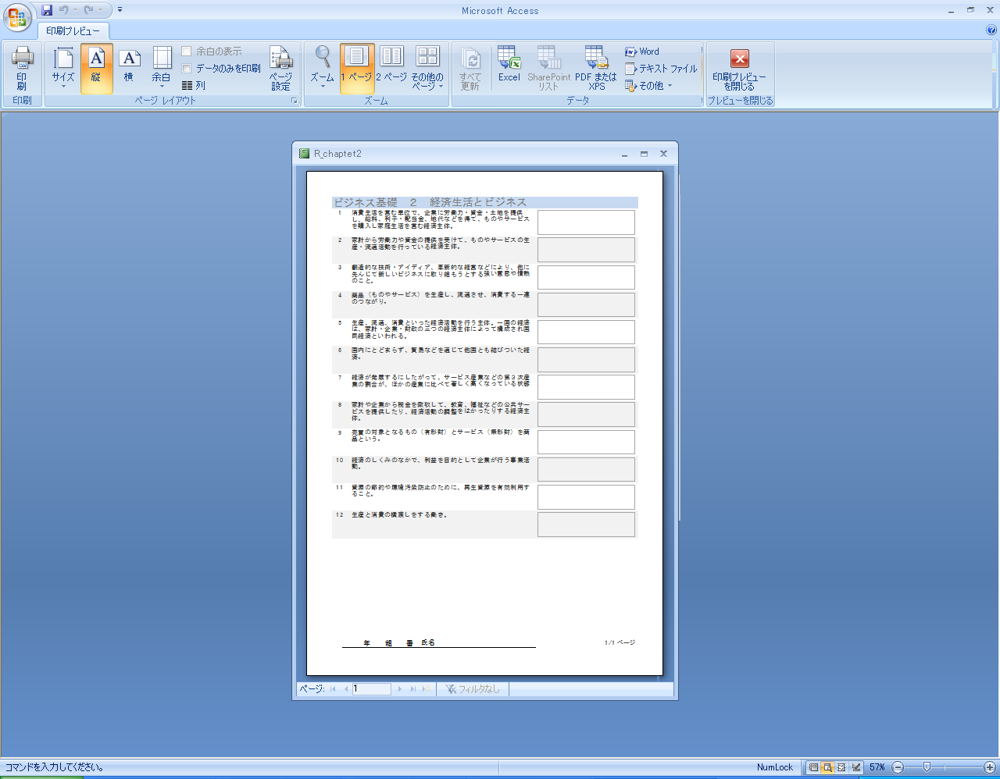 Microsoft Access
印刷プレビュー
印刷
サイズ
縦
横
余白
余白の表示
データのみを印刷
列
ページ設定
ズーム
1 ページ
2 ページ
その他のページ
すべて更新
Excel
SharePoint リスト
PDF または XPS
Word
テキスト ファイル
その他
印刷プレビューを閉じる
印刷
ページ レイアウト
ズーム
データ
プレビューを閉じる
R_chaptet2
ビジネス基礎 2 経済生活とビジネス
1 消費生活を営む単位で、企業に労働力・資金・土地を提供
し、給料、利子・配当金、地代などを得て、ものやサービス
を購入し家庭生活を営む経済主体。
2 家計から労働力や資金の提供を受けて、ものやサービスの生
産・流通活動を行っている経済主体。
3 創造的な技術・アイディア、革新的な経営などにより、他に
先んじて新しいビジネスに取り組もうとする強い意思や情熱
のこと。
4 商品（ものやサービス）を生産し、流通させ、消費する一連
のつながり。
5 生産、流通、消費といった経済活動を行う主体。一国の経済
は、家計・企業・財政の三つの経済主体によって構成され国
民経済といわれる。
6 国内にとどまらず、貿易などを通じて他国とも結びついた経
済。
7 経済が発展するにしたがって、サービス産業などの第３次産
業の割合が、ほかの産業に比べて著しく高くなっている状態
8 家計や企業から税金を徴収して、教育、福祉などの公共サー
ビスを提供したり、経済活動の調整をはかったりする経済主
体。
9 売買の対象となるもの（有形財）とサービス（無形財）を商
品という。
10 経済のしくみのなかで、利益を目的として企業が行う事業活
動。
11 資源の節約や環境汚染防止のために、再生資源を有効利用す
ること。
12 生産と消費の橋渡しをする働き。
年 組 番 氏名
1/1 ページ
ページ: 1 フィルタなし
コマンドを入力してください。
NumLock
57%